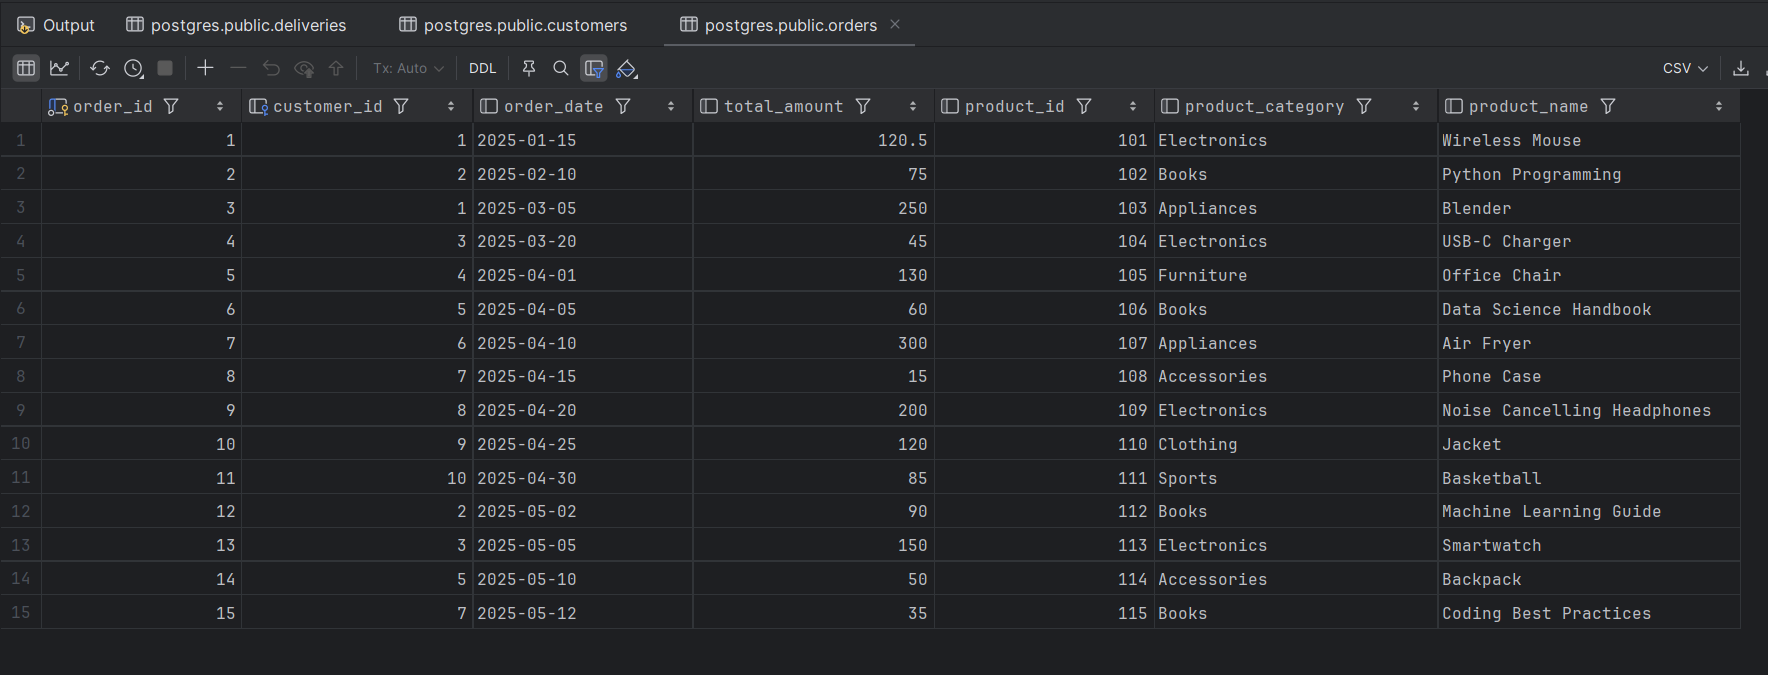 Output postgres.public.deliveries postgres.public.customers postgres.public.orders
Tx: Auto DDL CSV
order_id customer_id order_date total_amount product_id product_category product_name
1 1 1 2025-01-15 120.5 101 Electronics Wireless Mouse
2 2 2 2025-02-10 75 102 Books Python Programming
3 3 1 2025-03-05 250 103 Appliances Blender
4 4 3 2025-03-20 45 104 Electronics USB-C Charger
5 5 4 2025-04-01 130 105 Furniture Office Chair
6 6 5 2025-04-05 60 106 Books Data Science Handbook
7 7 6 2025-04-10 300 107 Appliances Air Fryer
8 8 7 2025-04-15 15 108 Accessories Phone Case
9 9 8 2025-04-20 200 109 Electronics Noise Cancelling Headphones
10 10 9 2025-04-25 120 110 Clothing Jacket
11 11 10 2025-04-30 85 111 Sports Basketball
12 12 2 2025-05-02 90 112 Books Machine Learning Guide
13 13 3 2025-05-05 150 113 Electronics Smartwatch
14 14 5 2025-05-10 50 114 Accessories Backpack
15 15 7 2025-05-12 35 115 Books Coding Best Practices